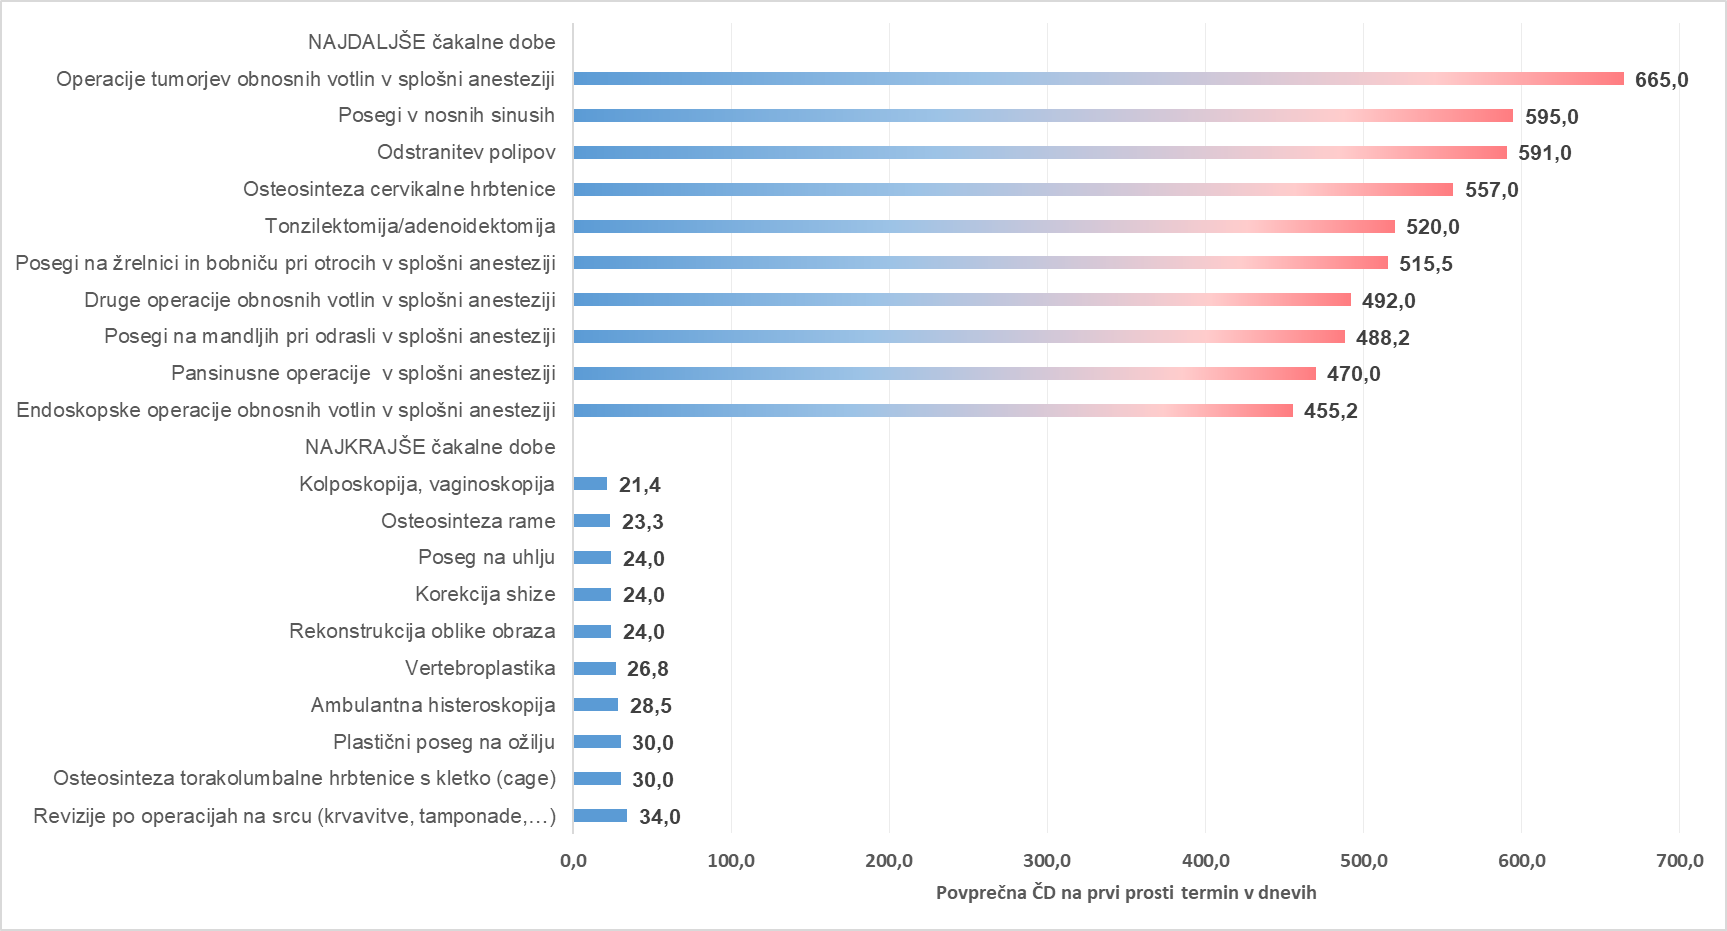 NAJDALJŠE čakalne dobe
Operacije tumorjev obnosnih votlin v splošni anesteziji 665,0
Posegi v nosnih sinusih 595,0
Odstranitev polipov 591,0
Osteosinteza cervikalne hrbtenice 557,0
Tonzilektomija/adenoidektomija 520,0
Posegi na žrelnici in bobniču pri otrocih v splošni anesteziji 515,5
Druge operacije obnosnih votlin v splošni anesteziji 492,0
Posegi na mandljih pri odrasli v splošni anesteziji 488,2
Pansinusne operacije v splošni anesteziji 470,0
Endoskopske operacije obnosnih votlin v splošni anesteziji 455,2
NAJKRAJŠE čakalne dobe
Kolposkopija, vaginoskopija 21,4
Osteosinteza rame 23,3
Poseg na uhlju 24,0
Korekcija shize 24,0
Rekonstrukcija oblike obraza 24,0
Vertebroplastika 26,8
Ambulantna histeroskopija 28,5
Plastični poseg na ožilju 30,0
Osteosinteza torakolumbalne hrbtenice s kletko (cage) 30,0
Revizije po operacijah na srcu (krvavitve, tamponade,…) 34,0
0,0 100,0 200,0 300,0 400,0 500,0 600,0 700,0
Povprečna ČD na prvi prosti termin v dnevih